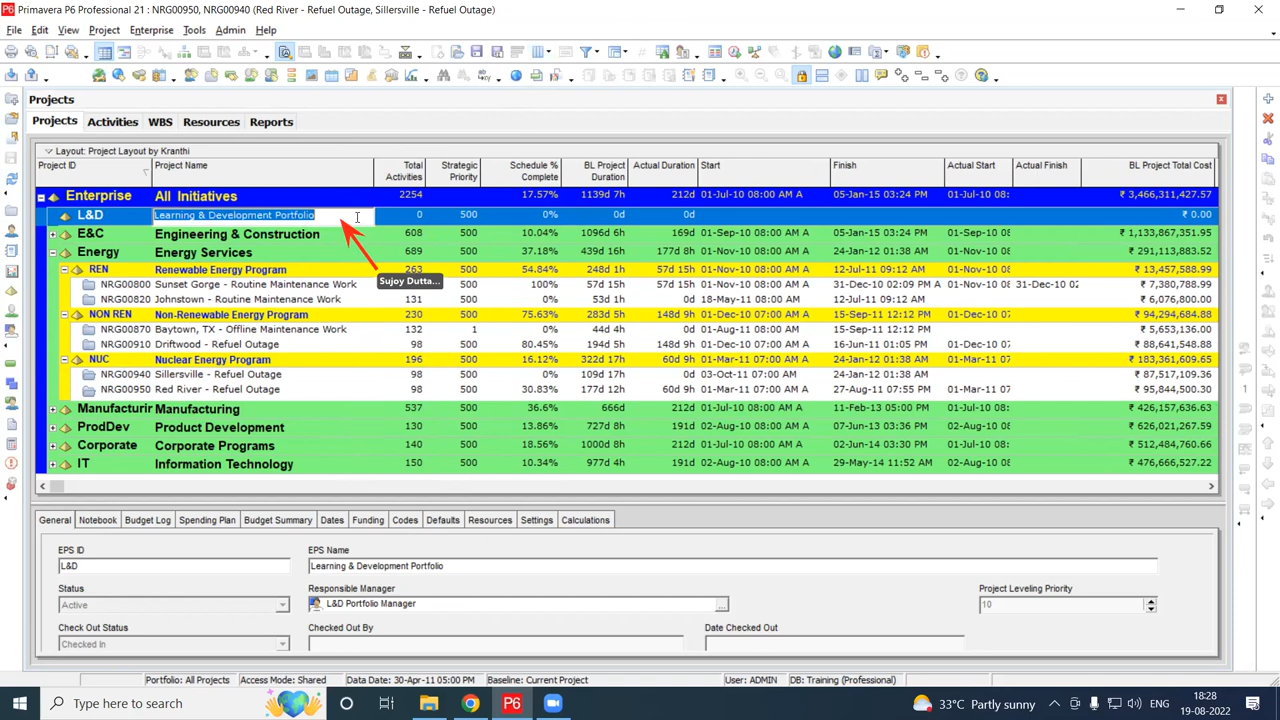 Primavera P6 Professional 21 : NRG00950, NRG00940 (Red River - Refuel Outage, Sillersville - Refuel Outage)
File Edit View Project Enterprise Tools Admin Help
Projects
Projects Activities WBS Resources Reports
Layout: Project Layout by Kranthi
Project ID Project Name Total Activities Strategic Priority Schedule % Complete BL Project Duration Actual Duration Start Finish Actual Start Actual Finish BL Project Total Cost
Enterprise All Initiatives 2254 17.57% 1139d 7h 212d 01-Jul-10 08:00 AM A 05-Jan-15 03:24 PM 01-Jul-10 08: ₹ 3,466,311,427.57
L&D Learning & Development Portfolio 0 500 0% 0d 0d ₹ 0.00
E&C Engineering & Construction 608 500 10.04% 1096d 6h 169d 01-Sep-10 08:00 AM A 05-Jan-15 03:24 PM 01-Sep-10 08 ₹ 1,133,867,351.95
Energy Energy Services 689 500 37.18% 439d 16h 177d 8h 01-Nov-10 08:00 AM A 24-Jan-12 01:38 AM 01-Nov-10 08 ₹ 291,113,883.51
REN Renewable Energy Program 263 500 54.84% 248d 1h 57d 15h 01-Nov-10 08:00 AM A 12-Jul-11 09:12 AM 01-Nov-10 08 ₹ 13,457,588.99
NRG00800 Sunset Gorge - Routine Maintenance Work 100% 57d 15h 57d 15h 01-Nov-10 08:00 AM A 31-Dec-10 02:09 PM A 01-Nov-10 08 31-Dec-10 02 ₹ 7,380,788.99
NRG00820 Johnstown - Routine Maintenance Work 131 500 0% 53d 1h 0d 18-May-11 08:00 AM 12-Jul-11 09:12 AM ₹ 6,076,800.00
NON REN Non-Renewable Energy Program 230 500 75.63% 283d 5h 148d 9h 01-Dec-10 08:00 AM A 15-Sep-11 12:12 PM 01-Dec-10 08 ₹ 94,294,684.88
NRG00870 Baytown, TX - Offline Maintenance Work 132 1 0% 44d 4h 0d 01-Aug-11 08:00 AM 15-Sep-11 12:12 PM ₹ 5,653,136.00
NRG00910 Driftwood - Refuel Outage 98 500 80.45% 194d 5h 148d 9h 01-Dec-10 08:00 AM A 28-Jun-11 05:53 PM 01-Dec-10 08 ₹ 88,641,548.88
NUC Nuclear Energy Program 196 500 16.12% 322d 17h 60d 9h 01-Mar-11 07:00 AM A 24-Jan-12 01:38 AM 01-Mar-11 07 ₹ 183,361,609.65
NRG00940 Sillersville - Refuel Outage 98 500 0% 109d 17h 0d 03-Oct-11 07:00 AM 24-Jan-12 01:38 AM ₹ 87,517,109.36
NRG00950 Red River - Refuel Outage 98 500 30.83% 177d 12h 60d 9h 01-Mar-11 07:00 AM A 27-Aug-11 07:55 PM 01-Mar-11 07 ₹ 95,844,500.30
Manufacturir Manufacturing 537 500 36.6% 666d 212d 01-Jul-10 08:00 AM A 11-Feb-13 05:00 PM 01-Jul-10 08: ₹ 426,157,636.63
ProdDev Product Development 130 500 13.86% 727d 8h 191d 02-Aug-10 08:00 AM A 07-Jun-13 03:36 PM 02-Aug-10 08 ₹ 626,021,267.59
Corporate Corporate Programs 140 500 18.56% 1000d 8h 191d 02-Aug-10 08:00 AM A 02-Jun-14 03:30 PM 02-Aug-10 08 ₹ 512,484,760.66
IT Information Technology 150 500 10.34% 977d 4h 191d 02-Aug-10 08:00 AM A 29-May-14 11:52 AM 02-Aug-10 08 ₹ 476,666,527.22
Sujoy Dutta...
General Notebook Budget Log Spending Plan Budget Summary Dates Funding Codes Defaults Resources Settings Calculations
EPS ID EPS Name
L&D Learning & Development Portfolio
Status Responsible Manager Project Leveling Priority
Active L&D Portfolio Manager ... 10
Check Out Status Checked Out By Date Checked Out
Checked In
Portfolio: All Projects Access Mode: Shared Data Date: 30-Apr-11 05:00 PM Baseline: Current Project User: ADMIN DB: Training (Professional)
Type here to search 33°C Partly sunny 18:28
19-08-2022